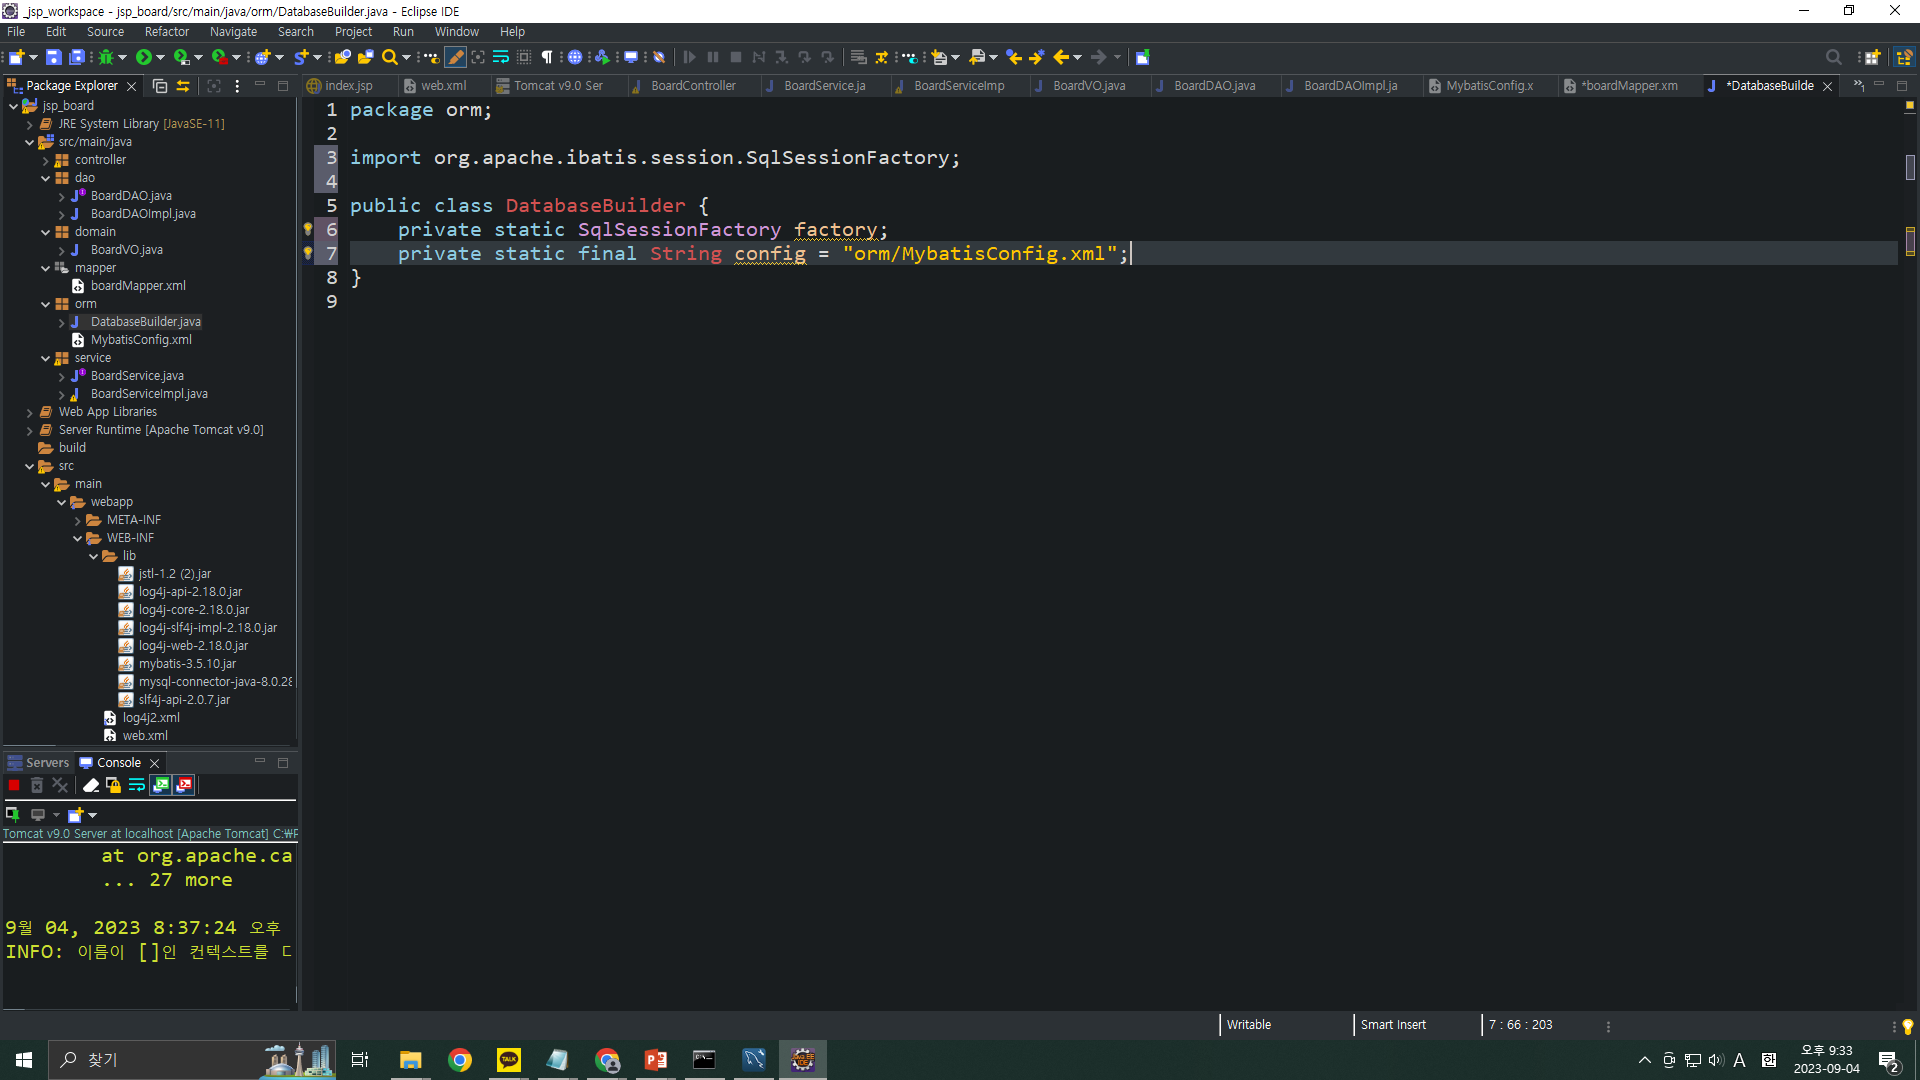 _jsp_workspace - jsp_board/src/main/java/orm/DatabaseBuilder.java - Eclipse IDE
File Edit Source Refactor Navigate Search Project Run Window Help
Package Explorer
index.jsp
web.xml
Tomcat v9.0 Ser
BoardController
BoardService.ja
BoardServiceImp
BoardVO.java
BoardDAO.java
BoardDAOImpl.ja
MybatisConfig.x
*boardMapper.xm
*DatabaseBuilde
»1
jsp_board
JRE System Library [JavaSE-11]
src/main/java
controller
dao
BoardDAO.java
BoardDAOImpl.java
domain
BoardVO.java
mapper
boardMapper.xml
orm
DatabaseBuilder.java
MybatisConfig.xml
service
BoardService.java
BoardServiceImpl.java
Web App Libraries
Server Runtime [Apache Tomcat v9.0]
build
src
main
webapp
META-INF
WEB-INF
lib
jstl-1.2 (2).jar
log4j-api-2.18.0.jar
log4j-core-2.18.0.jar
log4j-slf4j-impl-2.18.0.jar
log4j-web-2.18.0.jar
mybatis-3.5.10.jar
mysql-connector-java-8.0.28
slf4j-api-2.0.7.jar
log4j2.xml
web.xml
1 package orm;
2
3 import org.apache.ibatis.session.SqlSessionFactory;
4
5 public class DatabaseBuilder {
6 private static SqlSessionFactory factory;
7 private static final String config = "orm/MybatisConfig.xml";
8 }
9
Servers
Console
Tomcat v9.0 Server at localhost [Apache Tomcat] C:₩P
at org.apache.ca
... 27 more
9월 04, 2023 8:37:24 오후
INFO: 이름이 []인 컨텍스트를 다
Writable
Smart Insert
7 : 66 : 203
찾기
TALK
A
오후 9:33
2023-09-04
2